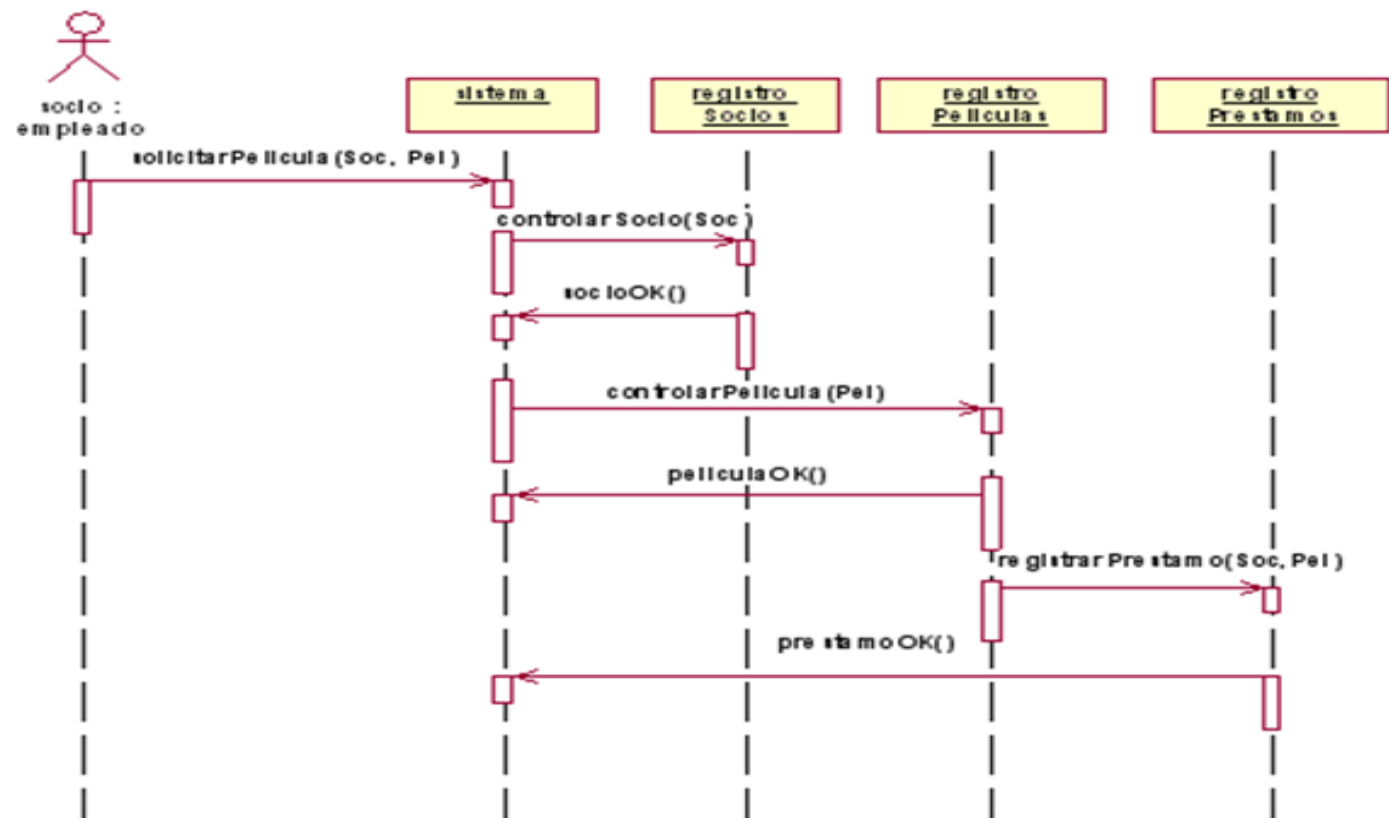 socio :
empleado
sistema
registro
Socios
registro
Peliculas
registro
Prestamos
solicitarPelicula(Soc, Pel)
controlarSocio(Soc)
socioOK()
controlarPelicula(Pel)
peliculaOK()
registrarPrestamo(Soc,Pel)
prestamoOK()